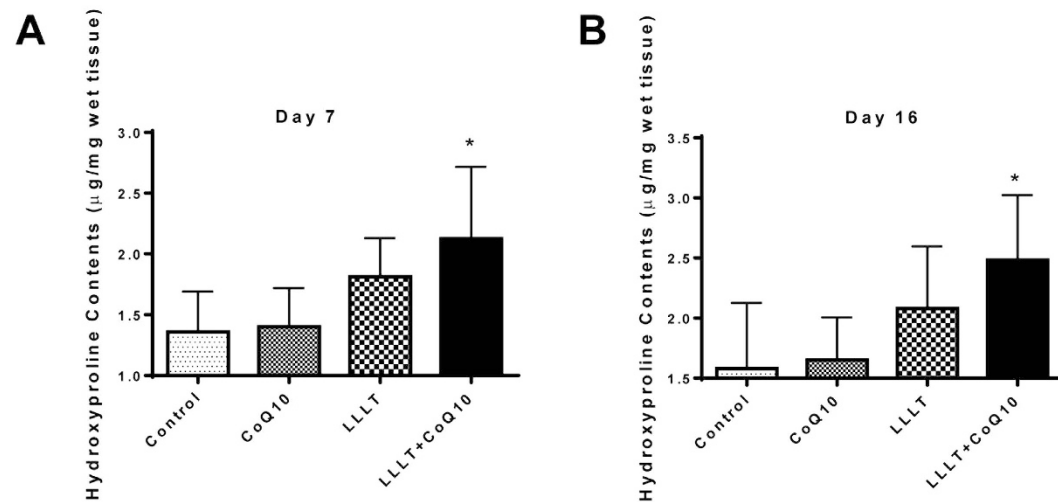 A
Hydroxyproline Contents (μg/mg wet tissue)
Day 7
3.0
2.5
2.0
1.5
1.0
*
Control
CoQ10
LLLT
LLLT+CoQ10
B
Hydroxyproline Contents (μg/mg wet tissue)
Day 16
3.5
3.0
2.5
2.0
1.5
*
Control
CoQ10
LLLT
LLLT+CoQ10